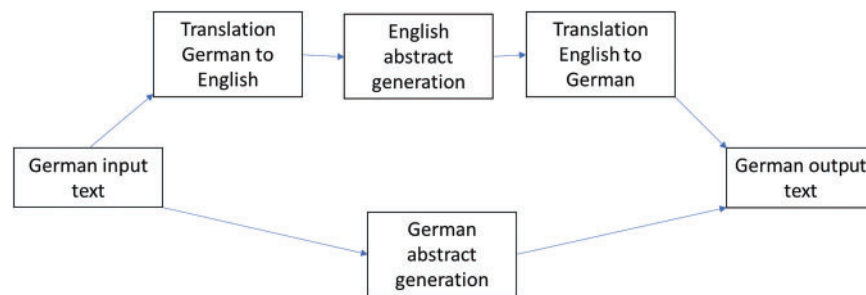 Translation
German to
English
English
abstract
generation
Translation
English to
German
German input
text
German output
text
German
abstract
generation